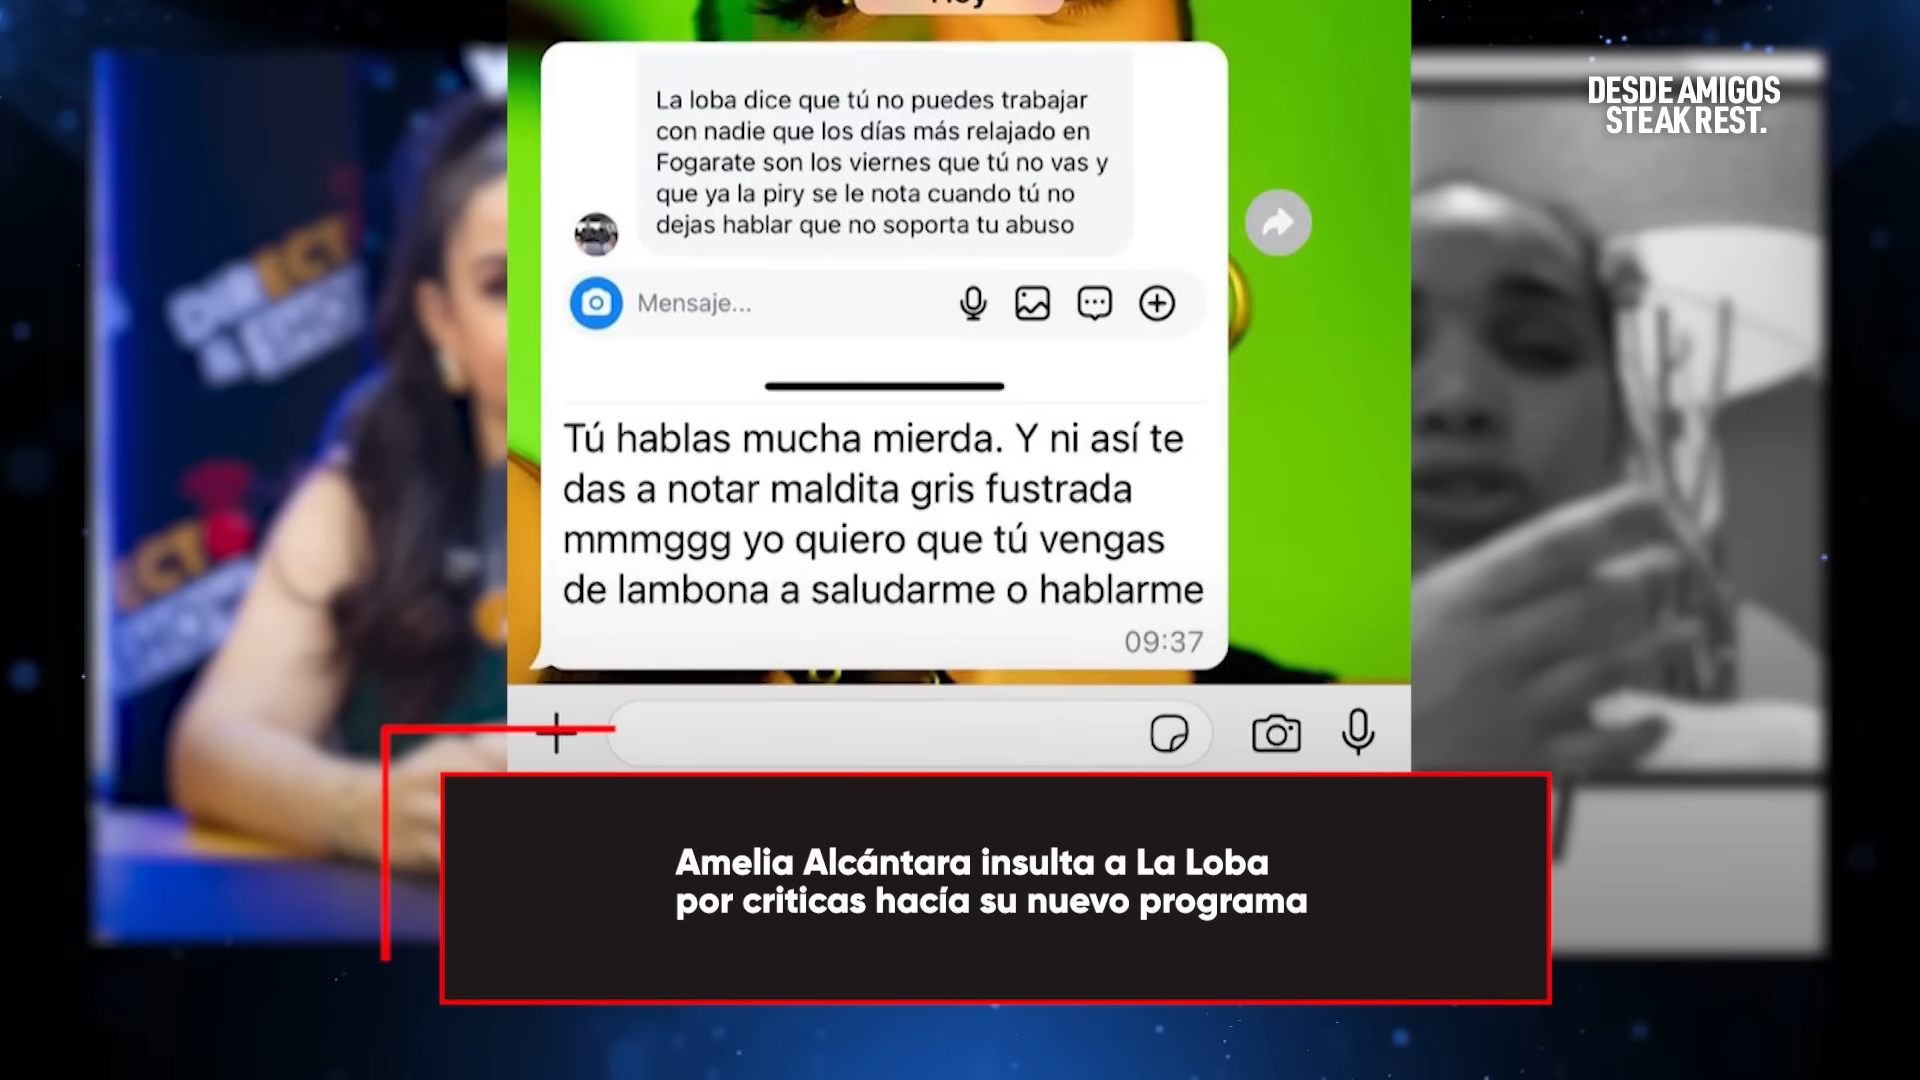 Hoy
DESDE AMIGOS
STEAK REST.
La loba dice que tú no puedes trabajar
con nadie que los días más relajado en
Fogarate son los viernes que tú no vas y
que ya la piry se le nota cuando tú no
dejas hablar que no soporta tu abuso
Mensaje...
Tú hablas mucha mierda. Y ni así te
das a notar maldita gris fustrada
mmmggg yo quiero que tú vengas
de lambona a saludarme o hablarme
09:37
Amelia Alcántara insulta a La Loba
por criticas hacía su nuevo programa